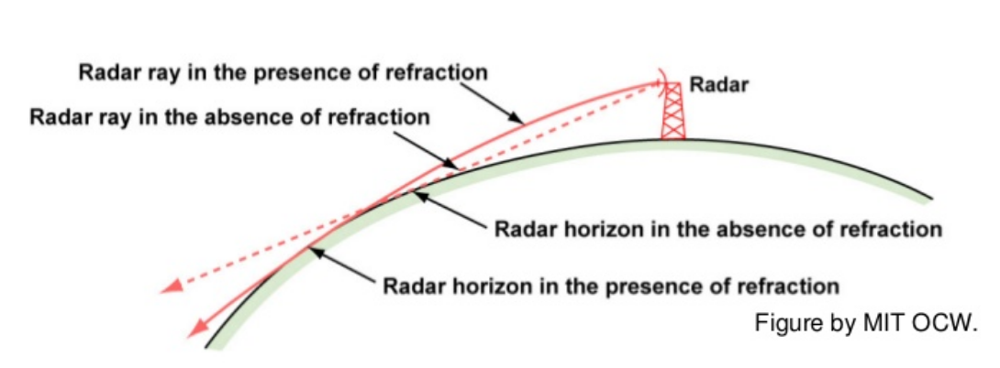 Radar ray in the presence of refraction
Radar
Radar ray in the absence of refraction
Radar horizon in the absence of refraction
Radar horizon in the presence of refraction
Figure by MIT OCW.